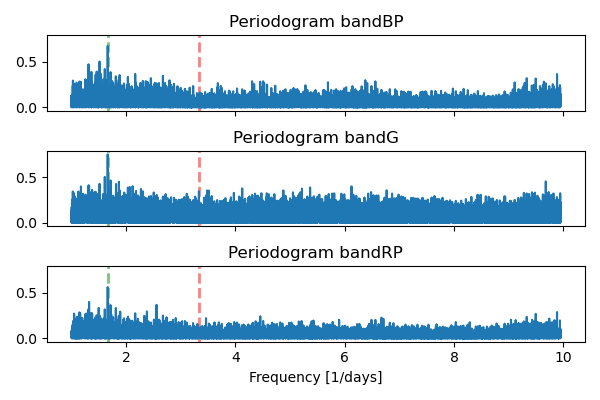 Periodogram bandBP
0.5
0.0
Periodogram bandG
0.5
0.0
Periodogram bandRP
0.5
0.0
2 4 6 8 10
Frequency [1/days]